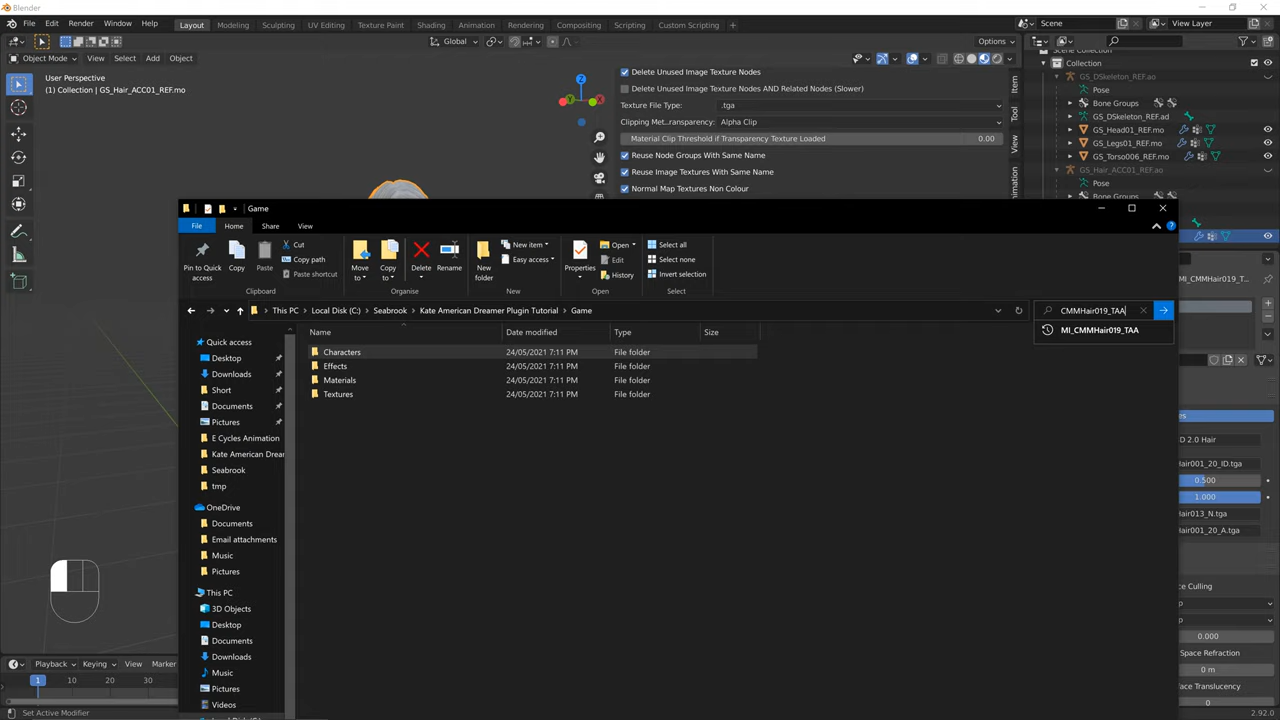 Blender
File Edit Render Window Help Layout Modeling Sculpting UV Editing Texture Paint Shading Animation Rendering Compositing Scripting Custom Scripting + Scene View Layer
Global Options
Object Mode View Select Add Object
User Perspective
(1) Collection | GS_Hair_ACC01_REF.mo
Z
Y
X
Delete Unused Image Texture Nodes
Delete Unused Image Texture Nodes AND Related Nodes (Slower)
Texture File Type: .tga
Clipping Met...ransparency: Alpha Clip
Material Clip Threshold if Transparency Texture Loaded 0.00
Reuse Node Groups With Same Name
Reuse Image Textures With Same Name
Normal Map Textures Non Colour
Item
Tool
View
Scene Collection
Collection
GS_DSkeleton_REF.ao
Pose
Bone Groups
GS_DSkeleton_REF.ad
GS_Head01_REF.mo
GS_Legs01_REF.mo
GS_Torso006_REF.mo
GS_Hair_ACC01_REF.ao
Pose
Game
File Home Share View
Pin to Quick access
Copy
Paste
Cut
Copy path
Paste shortcut
Clipboard
Move to
Copy to
Delete
Rename
Organise
New folder
New item
Easy access
New
Properties
Open
Edit
History
Open
Select all
Select none
Invert selection
Select
This PC > Local Disk (C:) > Seabrook > Kate American Dreamer Plugin Tutorial > Game
CMMHair019_TAA
MI_CMMHair019_TAA
Name Date modified Type Size
Characters 24/05/2021 7:11 PM File folder
Effects 24/05/2021 7:11 PM File folder
Materials 24/05/2021 7:11 PM File folder
Textures 24/05/2021 7:11 PM File folder
Quick access
Desktop
Downloads
Short
Documents
Pictures
E Cycles Animation
Kate American Drea
Seabrook
tmp
OneDrive
Documents
Email attachments
Music
Pictures
This PC
3D Objects
Desktop
Documents
Downloads
Music
Pictures
Videos
MI_CMMHair019_T...
D 2.0 Hair
Hair001_20_ID.tga
0.500
1.000
Hair013_N.tga
Hair001_20_A.tga
ce Culling
p
p
0.000
Space Refraction
0 m
face Translucency
0
Playback Keying View Marker
1 10 20 30
Set Active Modifier
2.92.0